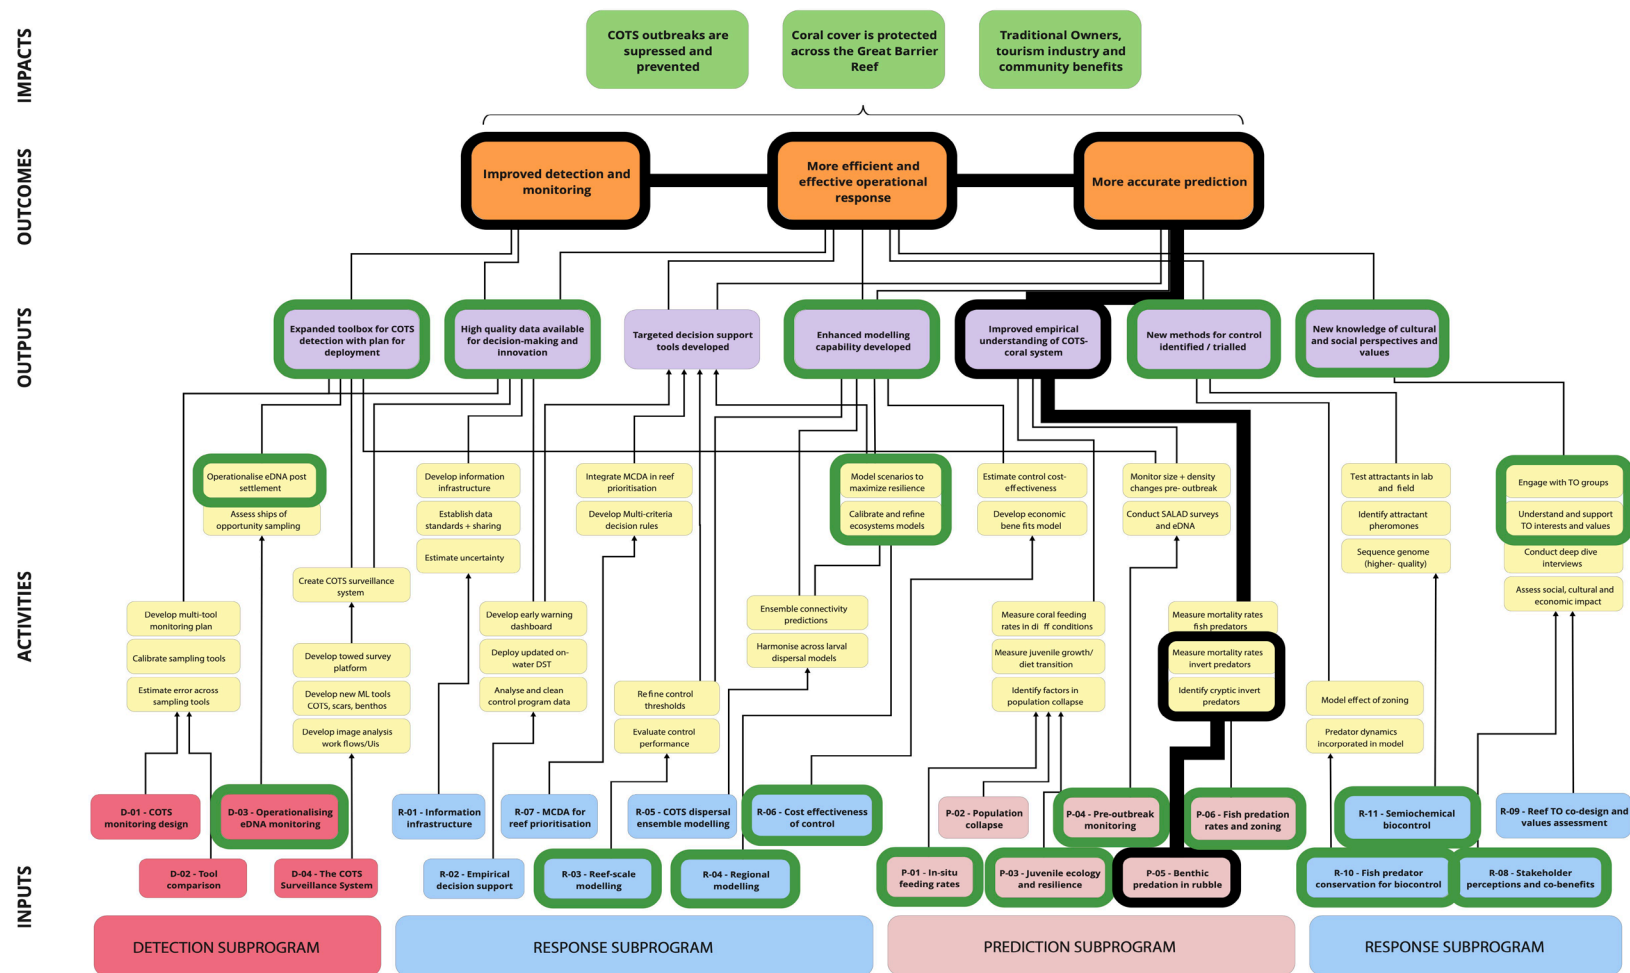 IMPACTS
COTS outbreaks are
supressed and
prevented
Coral cover is protected
across the Great Barrier
Reef
Traditional Owners,
tourism industry and
community benefits
OUTCOMES
Improved detection and
monitoring
More efficient and
effective operational
response
More accurate prediction
OUTPUTS
Expanded toolbox for COTS
detection with plan for
deployment
High quality data available
for decision-making and
innovation
Targeted decision support
tools developed
Enhanced modelling
capability developed
Improved empirical
understanding of COTS-
coral system
New methods for control
identified / trialled
New knowledge of cultural
and social perspectives and
values
ACTIVITIES
Operationalise eDNA post
settlement
Assess ships of
opportunity sampling
Develop information
infrastructure
Establish data
standards + sharing
Estimate uncertainty
Integrate MCDA in reef
prioritisation
Develop Multi-criteria
decision rules
Model scenarios to
maximize resilience
Calibrate and refine
ecosystems models
Estimate control cost-
effectiveness
Develop economic
bene fits model
Monitor size + density
changes pre- outbreak
Conduct SALAD surveys
and eDNA
Test attractants in lab
and field
Identify attractant
pheromones
Sequence genome
(higher- quality)
Engage with TO groups
Understand and support
TO interests and values
Conduct deep dive
interviews
Assess social, cultural and
economic impact
Create COTS surveillance
system
Develop multi-tool
monitoring plan
Calibrate sampling tools
Estimate error across
sampling tools
Develop towed survey
platform
Develop new ML tools
COTS, scars, benthos
Develop image analysis
work flows/Uis
Develop early warning
dashboard
Deploy updated on-
water DST
Analyse and clean
control program data
Refine control
thresholds
Evaluate control
performance
Ensemble connectivity
predictions
Harmonise across larval
dispersal models
Measure coral feeding
rates in di ff conditions
Measure juvenile growth/
diet transition
Identify factors in
population collapse
Measure mortality rates
fish predators
Measure mortality rates
invert predators
Identify cryptic invert
predators
Model effect of zoning
Predator dynamics
incorporated in model
INPUTS
D-01 - COTS
monitoring design
D-03 - Operationalising
eDNA monitoring
R-01 - Information
infrastructure
R-07 - MCDA for
reef prioritisation
R-05 - COTS dispersal
ensemble modelling
R-06 - Cost effectiveness
of control
P-02 - Population
collapse
P-04 - Pre-outbreak
monitoring
P-06 - Fish predation
rates and zoning
R-11 - Semiochemical
biocontrol
R-09 - Reef TO co-design and
values assessment
D-02 - Tool
comparison
D-04 - The COTS
Surveillance System
R-02 - Empirical
decision support
R-03 - Reef-scale
modelling
R-04 - Regional
modelling
P-01 - In-situ
feeding rates
P-03 - Juvenile ecology
and resilience
P-05 - Benthic
predation in rubble
R-10 - Fish predator
conservation for biocontrol
R-08 - Stakeholder
perceptions and co-benefits
DETECTION SUBPROGRAM
RESPONSE SUBPROGRAM
PREDICTION SUBPROGRAM
RESPONSE SUBPROGRAM